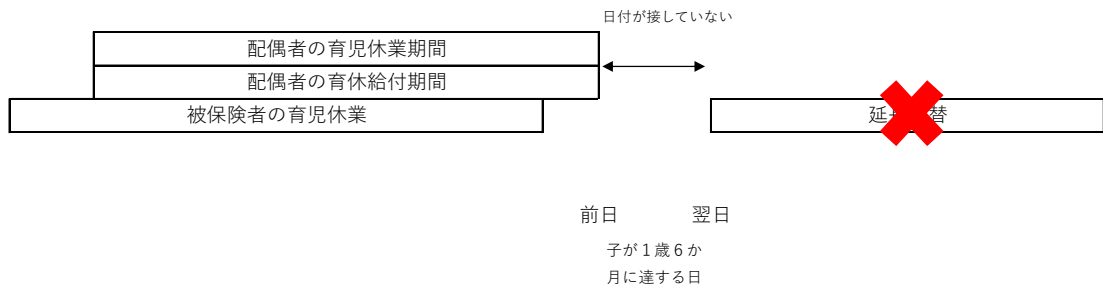 日付が接していない
配偶者の育児休業期間
配偶者の育休給付期間
被保険者の育児休業
延
替
前日
翌日
子が１歳６か
月に達する日